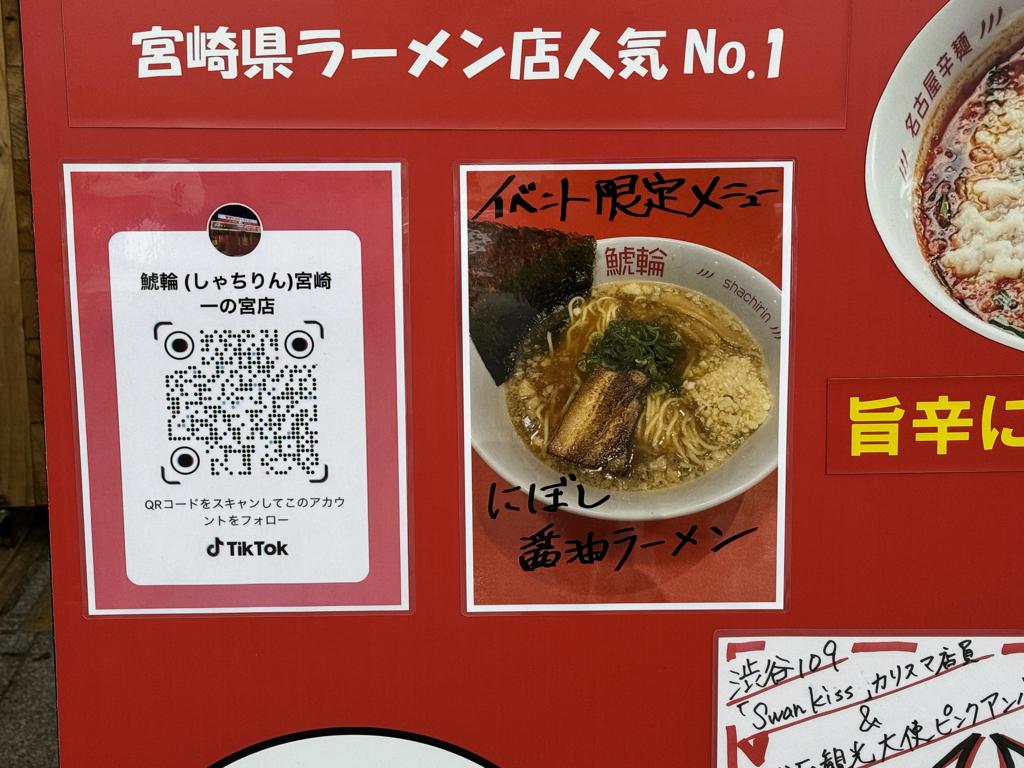 宮崎県ラーメン店人気 No.1
名古屋辛麺
鯱輪 (しゃちりん)宮崎
一の宮店
QRコードをスキャンしてこのアカウ
ントをフォロー
TikTok
イベント限定メニュー
鯱輪
shachirin
にぼし
醤油ラーメン
旨辛に
渋谷109
「Swankiss」カリスマ店員
&
観光大使ピンクアン